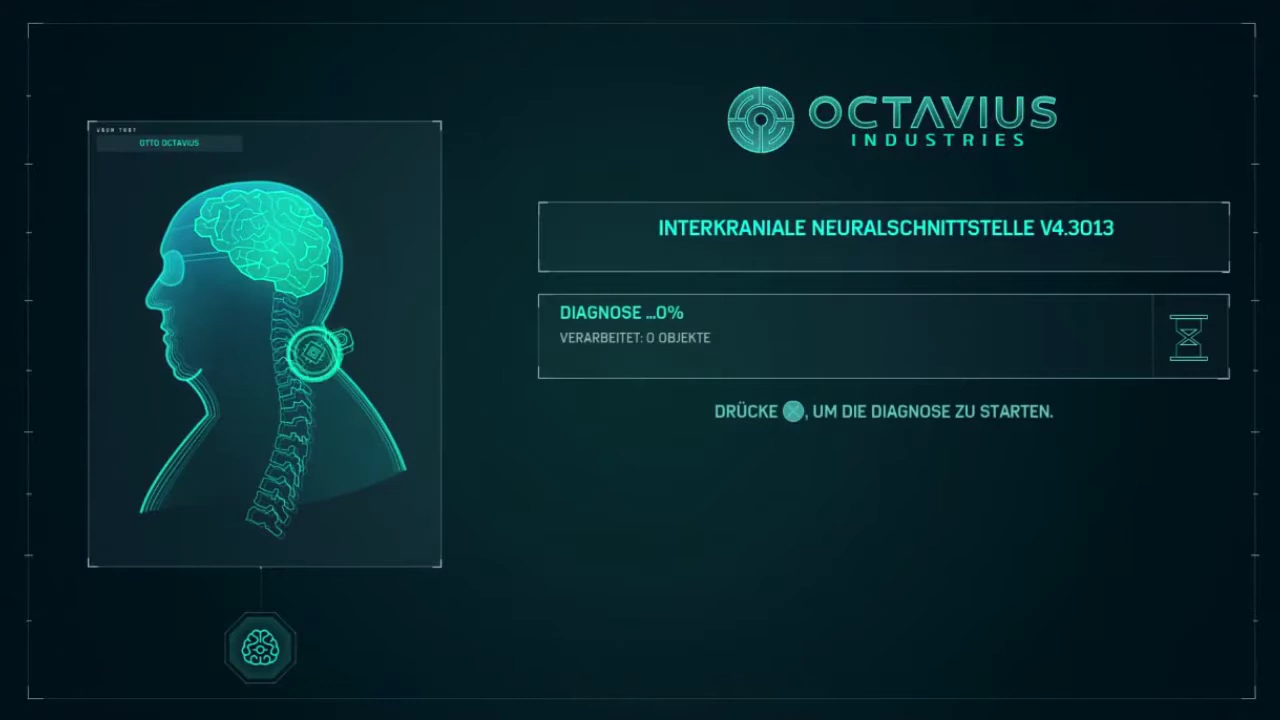 OTTO OCTAVIUS
OCTAVIUS
INDUSTRIES
INTERKRANIALE NEURALSCHNITTSTELLE V4.3013
DIAGNOSE ...0%
VERARBEITET: 0 OBJEKTE
DRÜCKE , UM DIE DIAGNOSE ZU STARTEN.